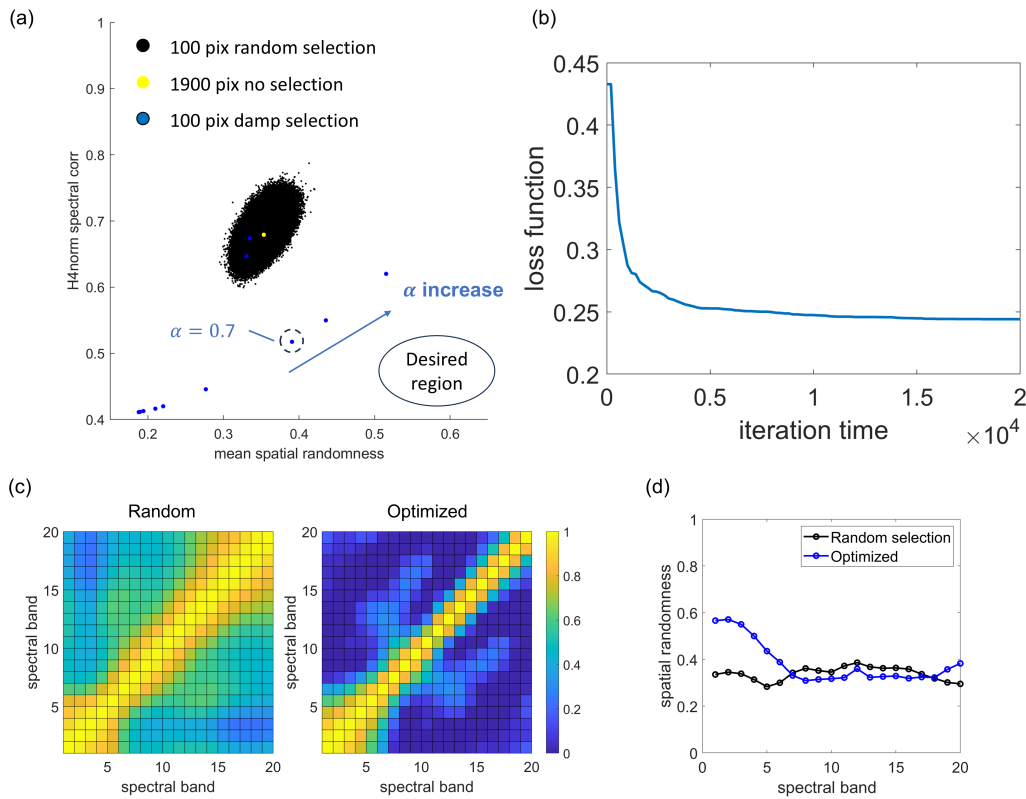 (a)
1
0.9
0.8
0.7
0.6
0.5
0.4
H4norm spectral corr
100 pix random selection
1900 pix no selection
100 pix damp selection
α increase
α = 0.7
Desired
region
0.2 0.3 0.4 0.5 0.6
mean spatial randomness
(b)
0.45
0.4
0.35
0.3
0.25
0.2
loss function
0 0.5 1 1.5 2
iteration time
×10⁴
(c)
Random
20
15
10
5
spectral band
5 10 15 20
spectral band
Optimized
20
15
10
5
spectral band
5 10 15 20
spectral band
1
0.8
0.6
0.4
0.2
0
(d)
1
0.8
0.6
0.4
0.2
0
spatial randomness
Random selection
Optimized
0 5 10 15 20
spectral band